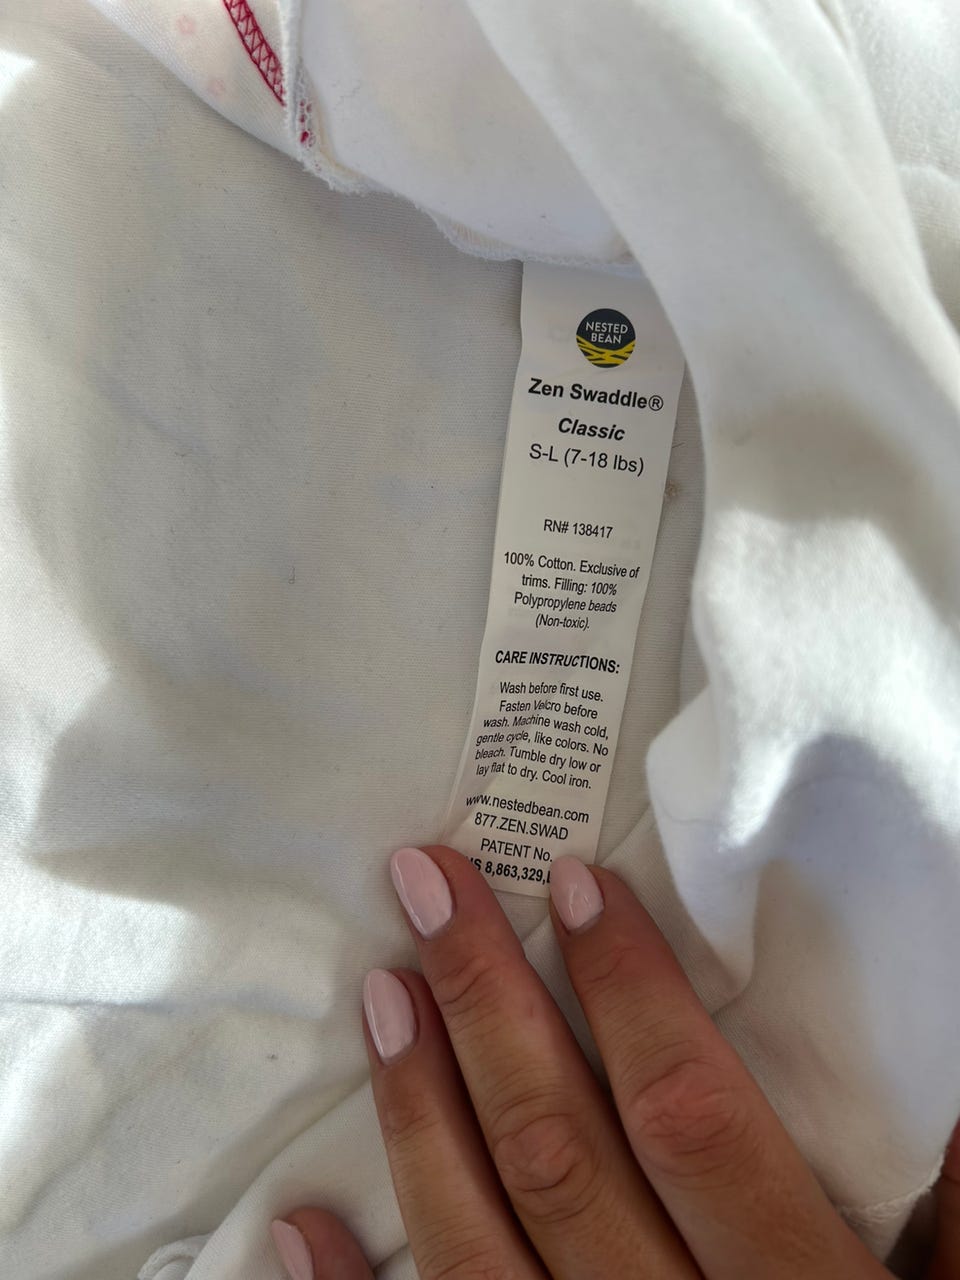 NESTED
BEAN
Zen Swaddle®
Classic
S-L (7-18 lbs)
RN# 138417
100% Cotton. Exclusive of
trims. Filling: 100%
Polypropylene beads
(Non-toxic).
CARE INSTRUCTIONS:
Wash before first use.
Fasten Velcro before
wash. Machine wash cold,
gentle cycle, like colors. No
bleach. Tumble dry low or
lay flat to dry. Cool iron.
www.nestedbean.com
877.ZEN.SWAD
PATENT No.
8,863,329,